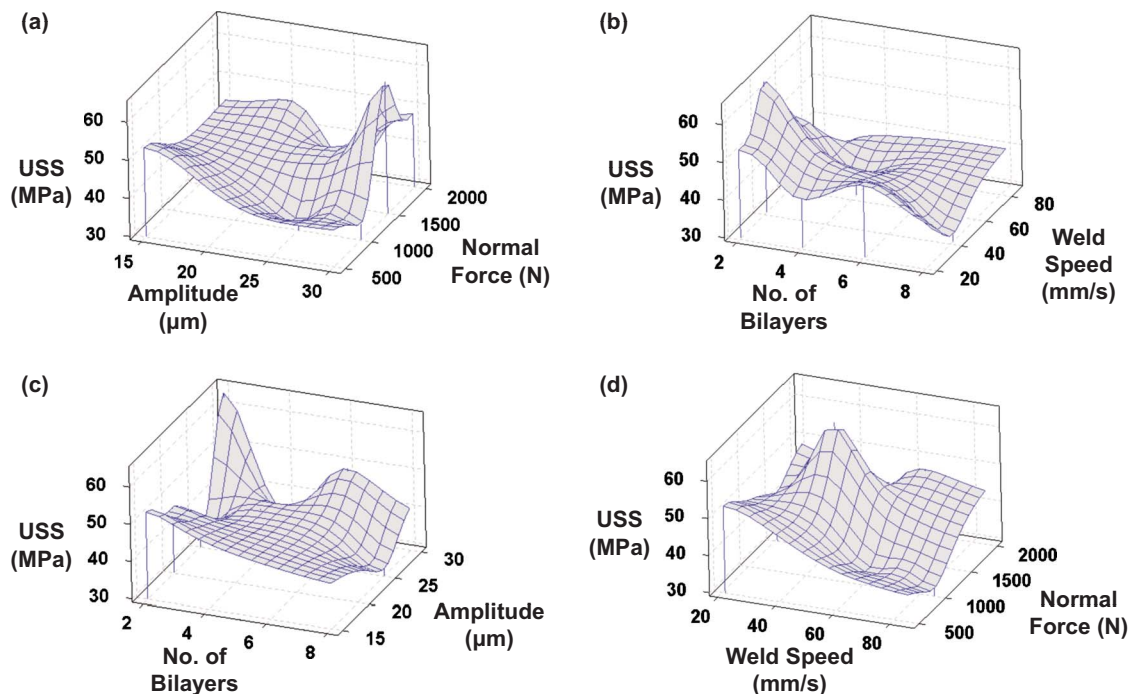 (a)
60
50
40
30
USS
(MPa)
15
20
25
30
Amplitude
(µm)
500
1000
1500
2000
Normal
Force (N)
(b)
60
50
40
30
USS
(MPa)
2
4
6
8
No. of
Bilayers
20
40
60
80
Weld
Speed
(mm/s)
(c)
60
50
40
30
USS
(MPa)
2
4
6
8
No. of
Bilayers
15
20
25
30
Amplitude
(µm)
(d)
60
50
40
30
USS
(MPa)
20
40
60
80
Weld Speed
(mm/s)
500
1000
1500
2000
Normal
Force (N)